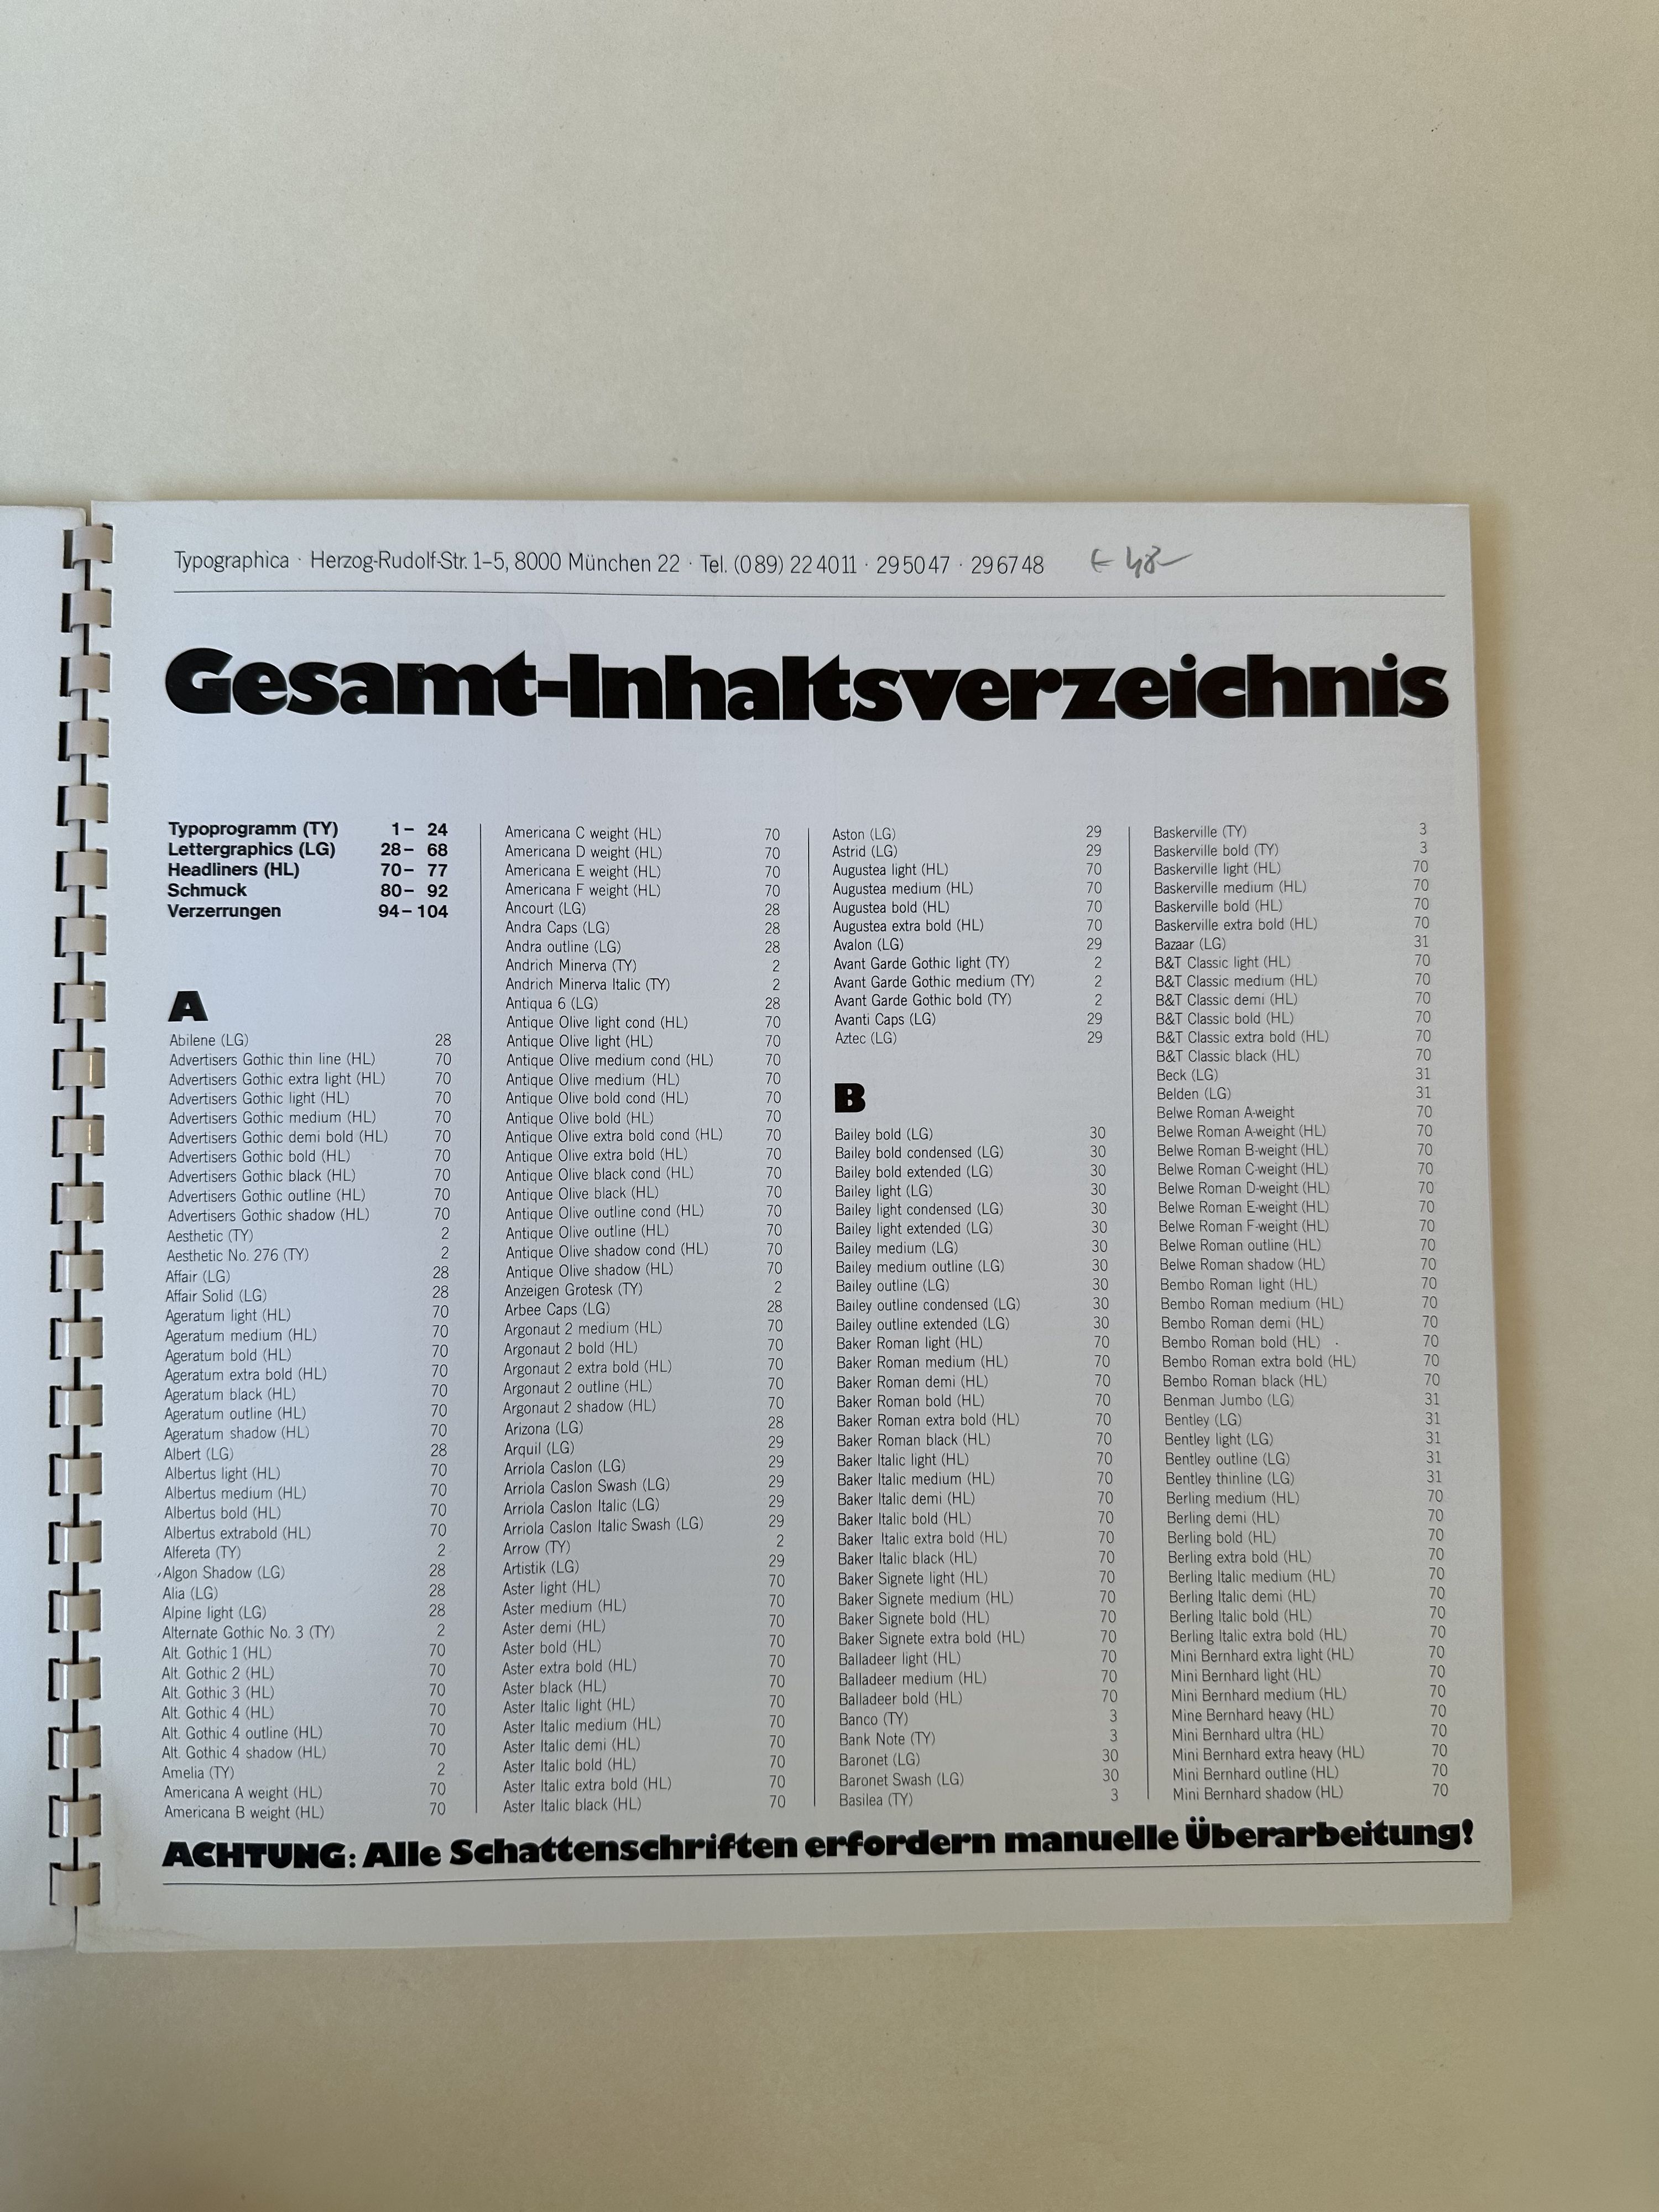 Typographica · Herzog-Rudolf-Str. 1–5, 8000 München 22 · Tel. (089) 224011 · 295047 · 296748
Gesamt-Inhaltsverzeichnis
Typoprogramm (TY) 1– 24
Lettergraphics (LG) 28– 68
Headliners (HL) 70– 77
Schmuck 80– 92
Verzerrungen 94–104
A
Abilene (LG) 28
Advertisers Gothic thin line (HL) 70
Advertisers Gothic extra light (HL) 70
Advertisers Gothic light (HL) 70
Advertisers Gothic medium (HL) 70
Advertisers Gothic demi bold (HL) 70
Advertisers Gothic bold (HL) 70
Advertisers Gothic black (HL) 70
Advertisers Gothic outline (HL) 70
Advertisers Gothic shadow (HL) 70
Aesthetic (TY) 2
Aesthetic No. 276 (TY) 2
Affair (LG) 28
Affair Solid (LG) 28
Ageratum light (HL) 70
Ageratum medium (HL) 70
Ageratum bold (HL) 70
Ageratum extra bold (HL) 70
Ageratum black (HL) 70
Ageratum outline (HL) 70
Ageratum shadow (HL) 70
Albert (LG) 28
Albertus light (HL) 70
Albertus medium (HL) 70
Albertus bold (HL) 70
Albertus extrabold (HL) 70
Alfereta (TY) 2
Algon Shadow (LG) 28
Alia (LG) 28
Alpine light (LG) 28
Alternate Gothic No. 3 (TY) 2
Alt. Gothic 1 (HL) 70
Alt. Gothic 2 (HL) 70
Alt. Gothic 3 (HL) 70
Alt. Gothic 4 (HL) 70
Alt. Gothic 4 outline (HL) 70
Alt. Gothic 4 shadow (HL) 70
Amelia (TY) 2
Americana A weight (HL) 70
Americana B weight (HL) 70
Americana C weight (HL) 70
Americana D weight (HL) 70
Americana E weight (HL) 70
Americana F weight (HL) 70
Ancourt (LG) 28
Andra Caps (LG) 28
Andra outline (LG) 28
Andrich Minerva (TY) 2
Andrich Minerva Italic (TY) 2
Antiqua 6 (LG) 28
Antique Olive light cond (HL) 70
Antique Olive light (HL) 70
Antique Olive medium cond (HL) 70
Antique Olive medium (HL) 70
Antique Olive bold cond (HL) 70
Antique Olive bold (HL) 70
Antique Olive extra bold cond (HL) 70
Antique Olive extra bold (HL) 70
Antique Olive black cond (HL) 70
Antique Olive black (HL) 70
Antique Olive outline cond (HL) 70
Antique Olive outline (HL) 70
Antique Olive shadow cond (HL) 70
Antique Olive shadow (HL) 70
Anzeigen Grotesk (TY) 2
Arbee Caps (LG) 28
Argonaut 2 medium (HL) 70
Argonaut 2 bold (HL) 70
Argonaut 2 extra bold (HL) 70
Argonaut 2 outline (HL) 70
Argonaut 2 shadow (HL) 70
Arizona (LG) 28
Arquil (LG) 29
Arriola Caslon (LG) 29
Arriola Caslon Swash (LG) 29
Arriola Caslon Italic (LG) 29
Arriola Caslon Italic Swash (LG) 29
Arrow (TY) 2
Artistik (LG) 29
Aster light (HL) 70
Aster medium (HL) 70
Aster demi (HL) 70
Aster bold (HL) 70
Aster extra bold (HL) 70
Aster black (HL) 70
Aster Italic light (HL) 70
Aster Italic medium (HL) 70
Aster Italic demi (HL) 70
Aster Italic bold (HL) 70
Aster Italic extra bold (HL) 70
Aster Italic black (HL) 70
Aston (LG) 29
Astrid (LG) 29
Augustea light (HL) 70
Augustea medium (HL) 70
Augustea bold (HL) 70
Augustea extra bold (HL) 70
Avalon (LG) 29
Avant Garde Gothic light (TY) 2
Avant Garde Gothic medium (TY) 2
Avant Garde Gothic bold (TY) 2
Avanti Caps (LG) 29
Aztec (LG) 29
B
Bailey bold (LG) 30
Bailey bold condensed (LG) 30
Bailey bold extended (LG) 30
Bailey light (LG) 30
Bailey light condensed (LG) 30
Bailey light extended (LG) 30
Bailey medium (LG) 30
Bailey medium outline (LG) 30
Bailey outline (LG) 30
Bailey outline condensed (LG) 30
Bailey outline extended (LG) 30
Baker Roman light (HL) 70
Baker Roman medium (HL) 70
Baker Roman demi (HL) 70
Baker Roman bold (HL) 70
Baker Roman extra bold (HL) 70
Baker Roman black (HL) 70
Baker Italic light (HL) 70
Baker Italic medium (HL) 70
Baker Italic demi (HL) 70
Baker Italic bold (HL) 70
Baker Italic extra bold (HL) 70
Baker Italic black (HL) 70
Baker Signete light (HL) 70
Baker Signete medium (HL) 70
Baker Signete bold (HL) 70
Baker Signete extra bold (HL) 70
Balladeer light (HL) 70
Balladeer medium (HL) 70
Balladeer bold (HL) 70
Banco (TY) 3
Bank Note (TY) 3
Baronet (LG) 30
Baronet Swash (LG) 30
Basilea (TY) 3
Baskerville (TY) 3
Baskerville bold (TY) 3
Baskerville light (HL) 70
Baskerville medium (HL) 70
Baskerville bold (HL) 70
Baskerville extra bold (HL) 70
Bazaar (LG) 31
B&T Classic light (HL) 70
B&T Classic medium (HL) 70
B&T Classic demi (HL) 70
B&T Classic bold (HL) 70
B&T Classic extra bold (HL) 70
B&T Classic black (HL) 70
Beck (LG) 31
Belden (LG) 31
Belwe Roman A-weight 70
Belwe Roman A-weight (HL) 70
Belwe Roman B-weight (HL) 70
Belwe Roman C-weight (HL) 70
Belwe Roman D-weight (HL) 70
Belwe Roman E-weight (HL) 70
Belwe Roman F-weight (HL) 70
Belwe Roman outline (HL) 70
Belwe Roman shadow (HL) 70
Bembo Roman light (HL) 70
Bembo Roman medium (HL) 70
Bembo Roman demi (HL) 70
Bembo Roman bold (HL) 70
Bembo Roman extra bold (HL) 70
Bembo Roman black (HL) 70
Benman Jumbo (LG) 31
Bentley (LG) 31
Bentley light (LG) 31
Bentley outline (LG) 31
Bentley thinline (LG) 31
Berling medium (HL) 70
Berling demi (HL) 70
Berling bold (HL) 70
Berling extra bold (HL) 70
Berling Italic medium (HL) 70
Berling Italic demi (HL) 70
Berling Italic bold (HL) 70
Berling Italic extra bold (HL) 70
Mini Bernhard extra light (HL) 70
Mini Bernhard light (HL) 70
Mini Bernhard medium (HL) 70
Mine Bernhard heavy (HL) 70
Mini Bernhard ultra (HL) 70
Mini Bernhard extra heavy (HL) 70
Mini Bernhard outline (HL) 70
Mini Bernhard shadow (HL) 70
ACHTUNG: Alle Schattenschriften erfordern manuelle Überarbeitung!